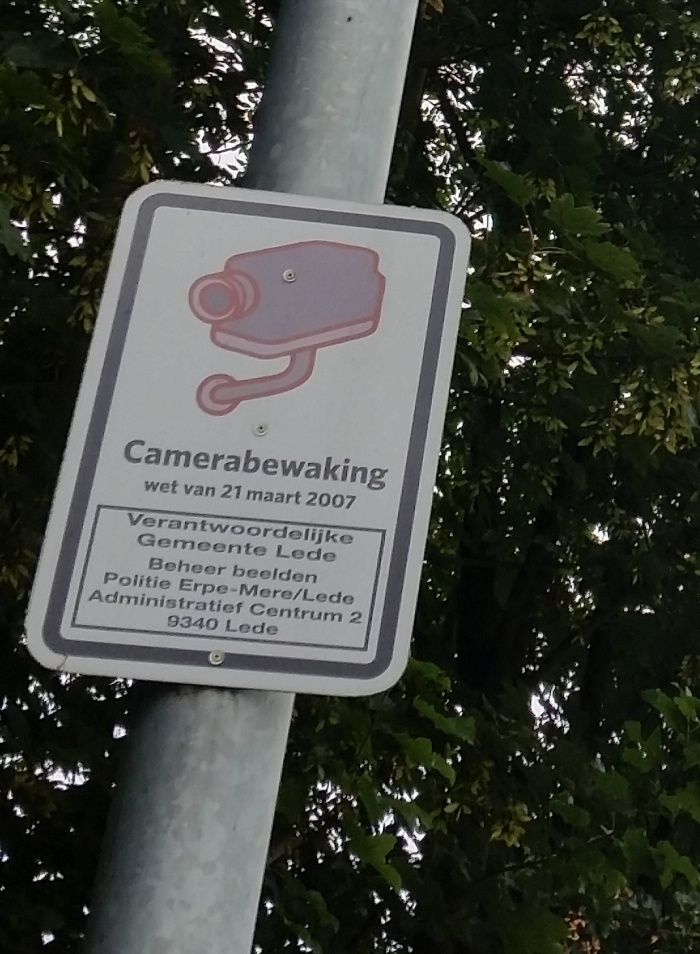 Camerabewaking
wet van 21 maart 2007
Verantwoordelijke
Gemeente Lede
Beheer beelden
Politie Erpe-Mere/Lede
Administratief Centrum 2
9340 Lede